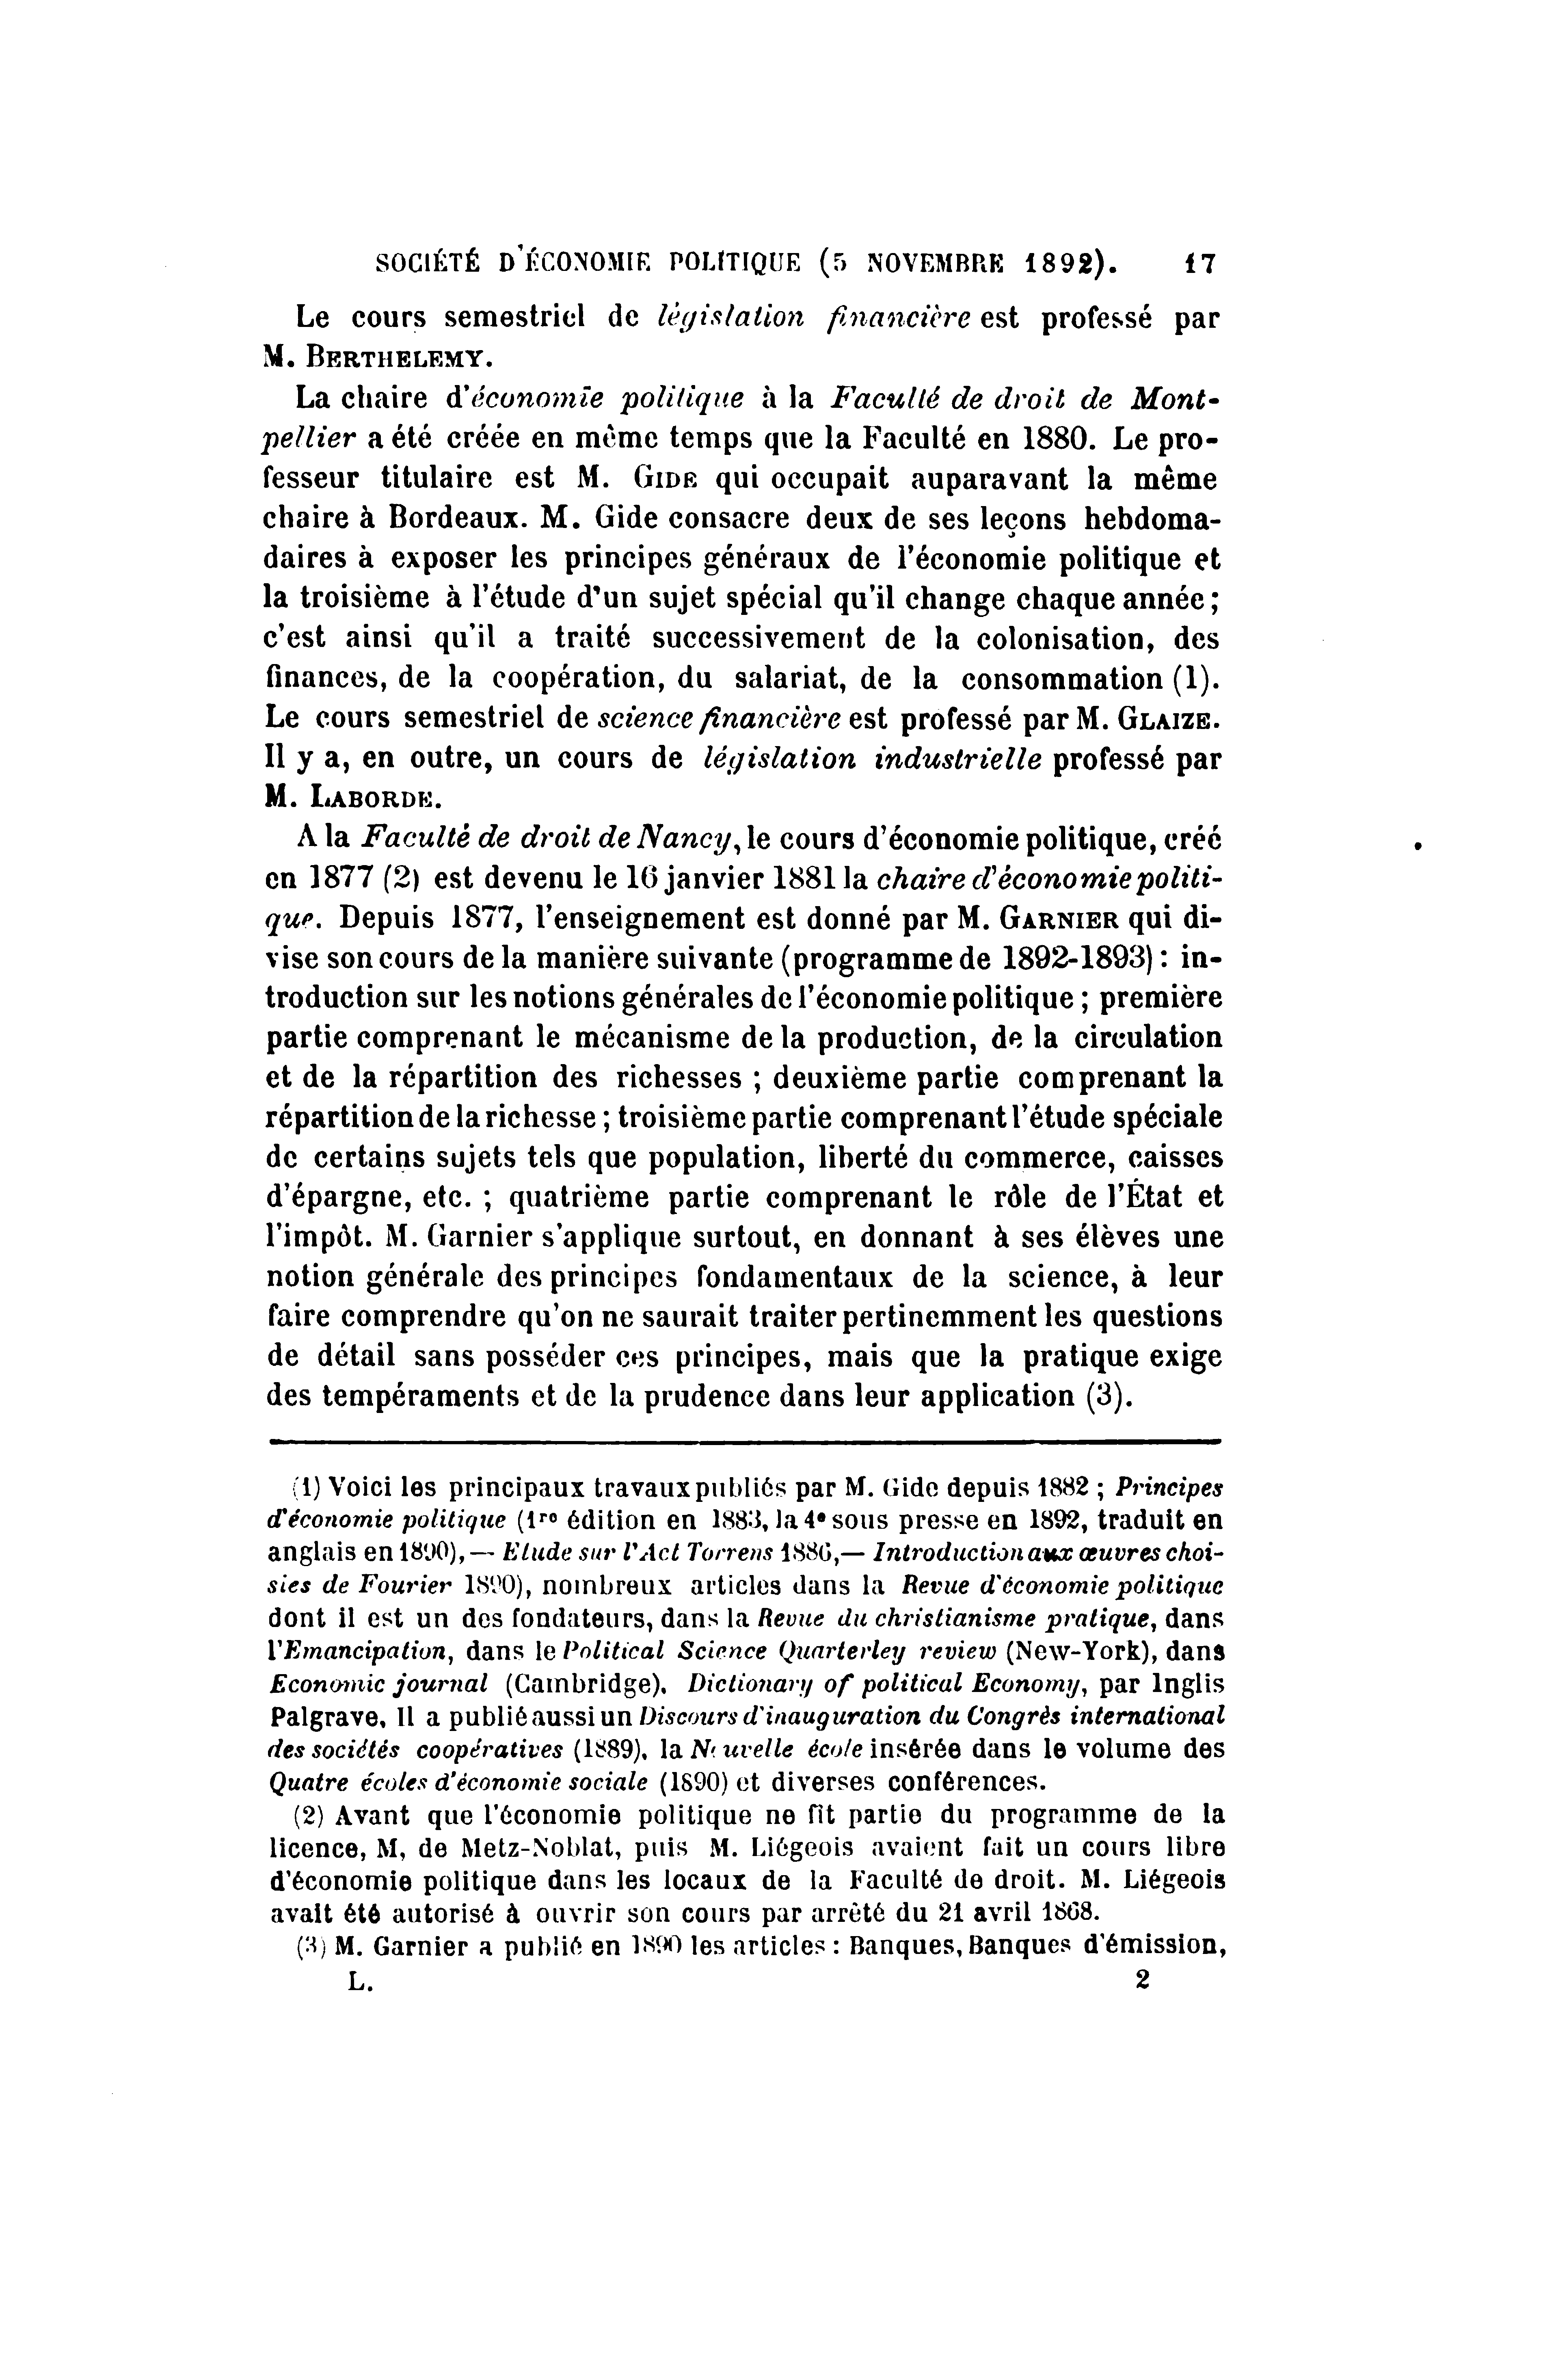 SOCIÉTÉ D'ÉCONOMIE POLITIQUE (5 NOVEMBRE 1892). 17
Le cours semestriel de législation financière est professé par
M. BERTHELEMY.
La chaire d'économie politique à la Faculté de droit de Mont-
pellier a été créée en même temps que la Faculté en 1880. Le pro-
fesseur titulaire est M. GIDE qui occupait auparavant la même
chaire à Bordeaux. M. Gide consacre deux de ses leçons hebdoma-
daires à exposer les principes généraux de l'économie politique et
la troisième à l'étude d'un sujet spécial qu'il change chaque année ;
c'est ainsi qu'il a traité successivement de la colonisation, des
finances, de la coopération, du salariat, de la consommation (1).
Le cours semestriel de science financière est professé par M. GLAIZE.
Il y a, en outre, un cours de législation industrielle professé par
M. LABORDE.
A la Faculté de droit de Nancy, le cours d'économie politique, créé
en 1877 (2) est devenu le 16 janvier 1881 la chaire d'économie politi-
que. Depuis 1877, l'enseignement est donné par M. GARNIER qui di-
vise son cours de la manière suivante (programme de 1892-1893) : in-
troduction sur les notions générales de l'économie politique ; première
partie comprenant le mécanisme de la production, de la circulation
et de la répartition des richesses ; deuxième partie comprenant la
répartition de la richesse ; troisième partie comprenant l'étude spéciale
de certains sujets tels que population, liberté du commerce, caisses
d'épargne, etc. ; quatrième partie comprenant le rôle de l'État et
l'impôt. M. Garnier s'applique surtout, en donnant à ses élèves une
notion générale des principes fondamentaux de la science, à leur
faire comprendre qu'on ne saurait traiter pertinemment les questions
de détail sans posséder ces principes, mais que la pratique exige
des tempéraments et de la prudence dans leur application (3).
(1) Voici les principaux travaux publiés par M. Gide depuis 1882 ; Principes
d'économie politique (1re édition en 1883, la 4e sous presse en 1892, traduit en
anglais en 1890), — Etude sur l'Act Torrens 1886, — Introduction aux œuvres choi-
sies de Fourier 1890), nombreux articles dans la Revue d'économie politique
dont il est un des fondateurs, dans la Revue du christianisme pratique, dans
l'Emancipation, dans le Political Science Quarterley review (New-York), dans
Economic journal (Cambridge), Dictionary of political Economy, par Inglis
Palgrave, Il a publié aussi un Discours d'inauguration du Congrès international
des sociétés coopératives (1889), la Nouvelle école insérée dans le volume des
Quatre écoles d'économie sociale (1890) et diverses conférences.
(2) Avant que l'économie politique ne fît partie du programme de la
licence, M, de Metz-Noblat, puis M. Liégeois avaient fait un cours libre
d'économie politique dans les locaux de la Faculté de droit. M. Liégeois
avait été autorisé à ouvrir son cours par arrêté du 21 avril 1868.
(3) M. Garnier a publié en 1890 les articles : Banques, Banques d'émission,
L. 2